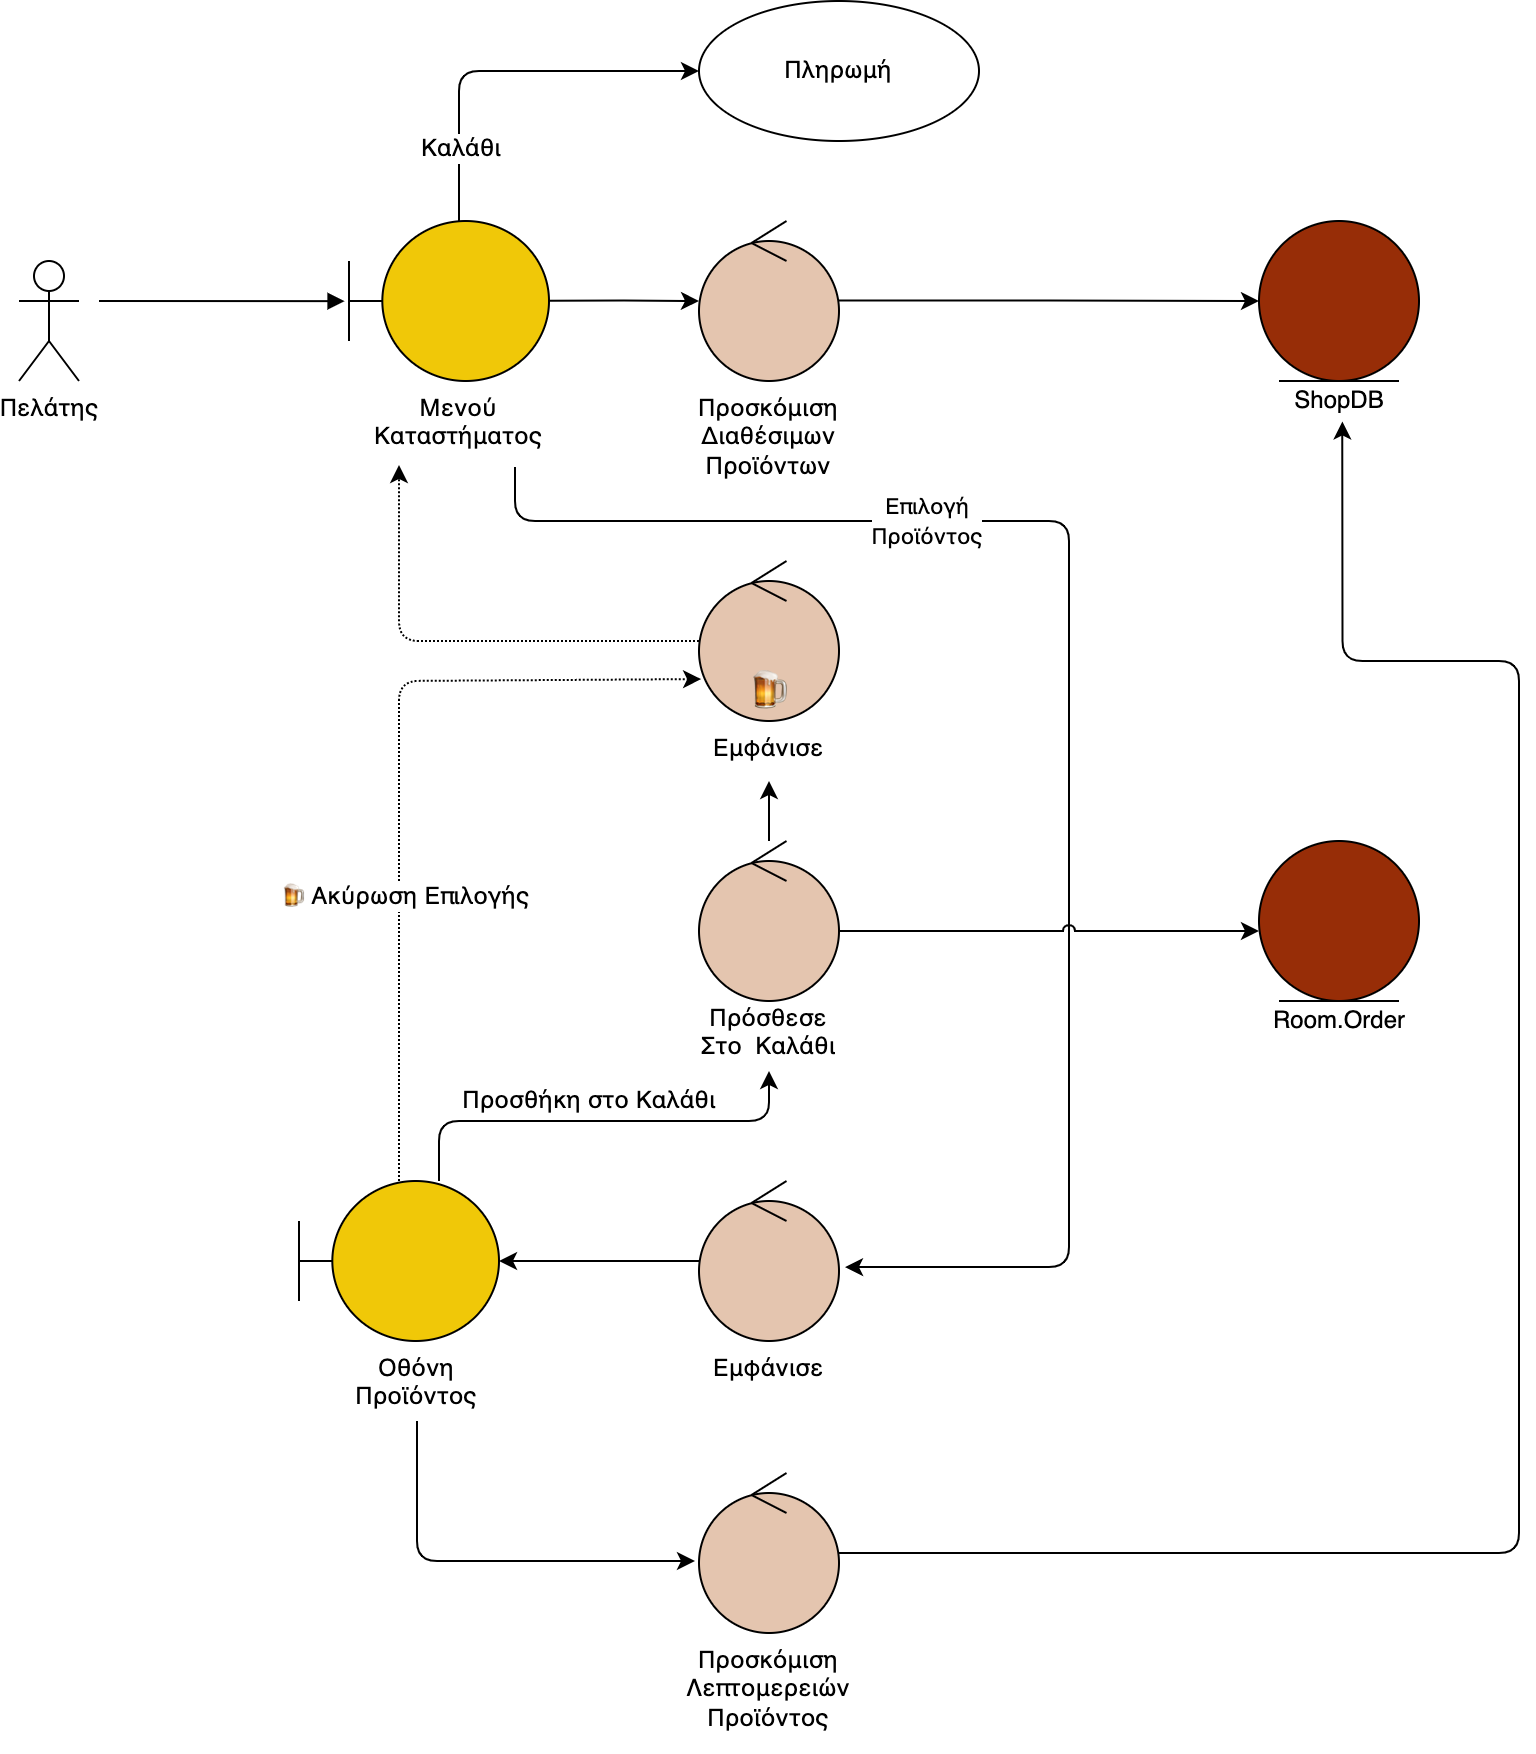 Πληρωμή
Καλάθι
Πελάτης
Μενού
Καταστήματος
Προσκόμιση
Διαθέσιμων
Προϊόντων
ShopDB
Επιλογή
Προϊόντος
🍺
Εμφάνισε
🍺 Ακύρωση Επιλογής
Πρόσθεσε
Στο  Καλάθι
Room.Order
Προσθήκη στο Καλάθι
Οθόνη
Προϊόντος
Εμφάνισε
Προσκόμιση
Λεπτομερειών
Προϊόντος